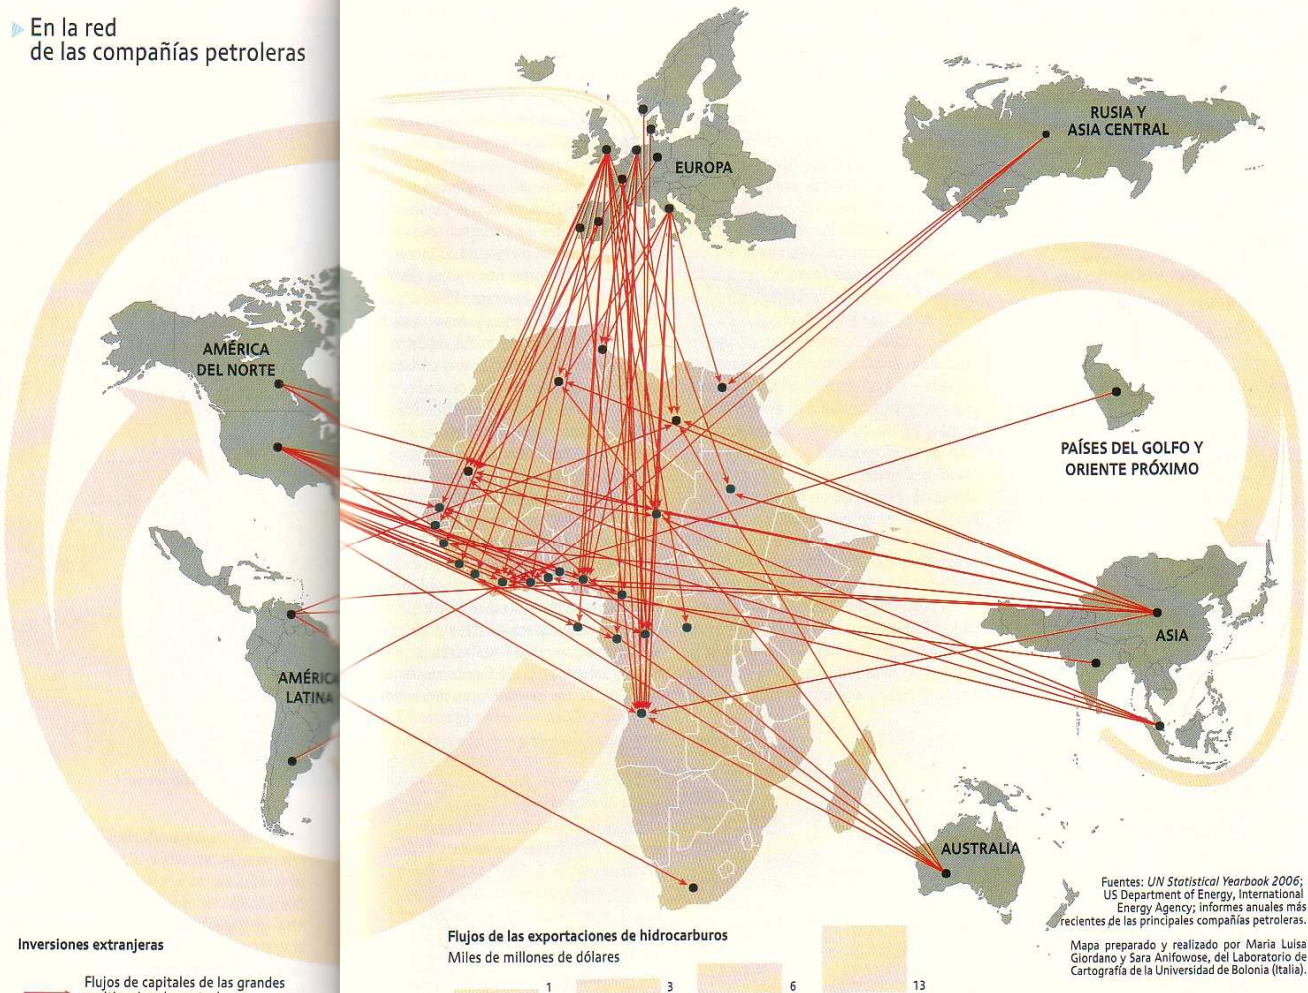 En la red
de las compañías petroleras
EUROPA
RUSIA Y
ASIA CENTRAL
AMÉRICA
DEL NORTE
PAÍSES DEL GOLFO Y
ORIENTE PRÓXIMO
ASIA
AMÉRICA
LATINA
AUSTRALIA
Fuentes: UN Statistical Yearbook 2006;
US Department of Energy, International
Energy Agency; informes anuales más
recientes de las principales compañías petroleras.
Mapa preparado y realizado por Maria Luisa
Giordano y Sara Anifowose, del Laboratorio de
Cartografía de la Universidad de Bolonia (Italia).
Inversiones extranjeras
Flujos de capitales de las grandes
Flujos de las exportaciones de hidrocarburos
Miles de millones de dólares
1 3 6 13